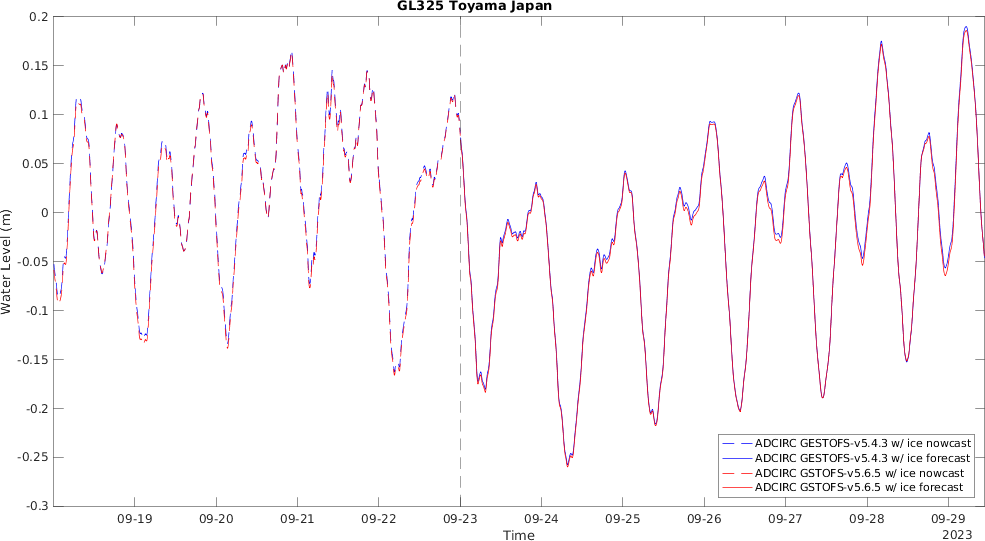 GL325 Toyama Japan
0.2
0.15
0.1
0.05
0
-0.05
-0.1
-0.15
-0.2
-0.25
-0.3
Water Level (m)
ADCIRC GESTOFS-v5.4.3 w/ ice nowcast
ADCIRC GESTOFS-v5.4.3 w/ ice forecast
ADCIRC GSTOFS-v5.6.5 w/ ice nowcast
ADCIRC GSTOFS-v5.6.5 w/ ice forecast
09-19 09-20 09-21 09-22 09-23 09-24 09-25 09-26 09-27 09-28 09-29
Time
2023